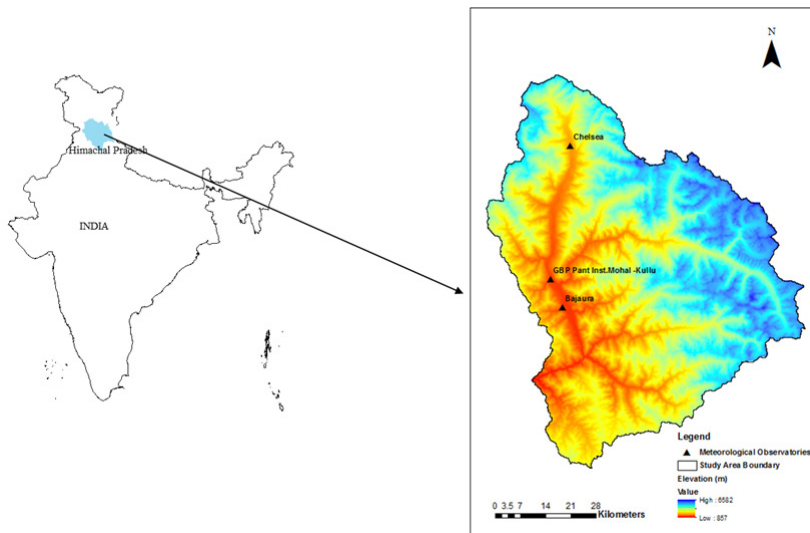 Himachal Pradesh
INDIA
N
Chelsea
GBP Pant Inst.Mohal -Kullu
Bajaura
Legend
Meteorological Observatories
Study Area Boundary
Elevation (m)
Value
High : 6582
Low : 857
0 3.5 7 14 21 28
Kilometers